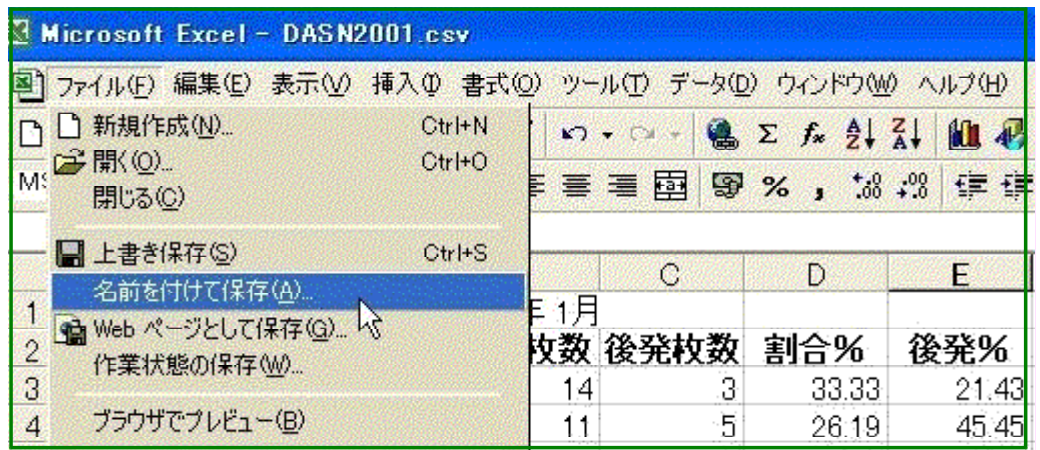 Microsoft Excel - DASN2001.csv
ファイル(F) 編集(E) 表示(V) 挿入(I) 書式(O) ツール(T) データ(D) ウィンドウ(W) ヘルプ(H)
新規作成(N)... Ctrl+N
開く(O)... Ctrl+O
閉じる(C)
上書き保存(S) Ctrl+S
名前を付けて保存(A)...
Web ページとして保存(G)...
作業状態の保存(W)...
ブラウザでプレビュー(B)
C D E
1 1月
2 枚数 後発枚数 割合% 後発%
3 14 3 33.33 21.43
4 11 5 26.19 45.45